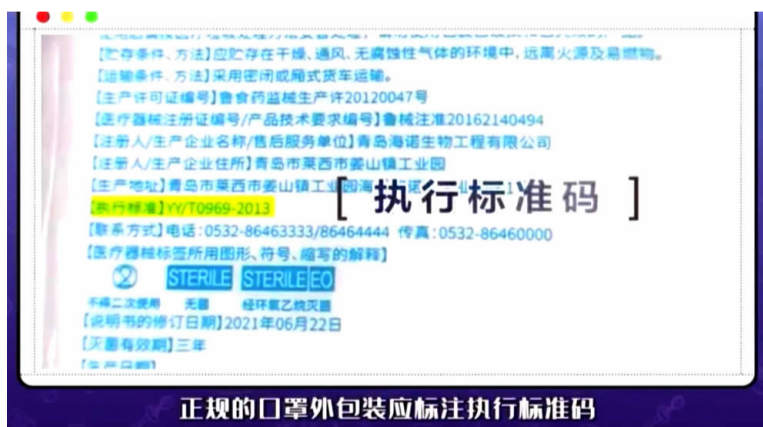 【贮存条件、方法】应贮存在干燥、通风、无腐蚀性气体的环境中,远离火源及易燃物。
【运输条件、方法】采用密闭或厢式货车运输。
【生产许可证编号】鲁食药监械生产许20120047号
【医疗器械注册证编号/产品技术要求编号】鲁械注准20162140494
【注册人/生产企业名称/售后服务单位】青岛海诺生物工程有限公司
【注册人/生产企业住所】青岛市莱西市姜山镇工业园
【生产地址】青岛市莱西市姜山镇工业园海
[执行标准码]
【执行标准】YY/T0969-2013
【联系方式】电话:0532-86463333/86464444 传真:0532-86460000
【医疗器械标签所用图形、符号、缩写的解释】
② STERILE STERILE EO
不得二次使用 无菌 经环氧乙烷灭菌
【说明书的修订日期】2021年06月22日
【灭菌有效期】三年
【生产日期】
正规的口罩外包装应标注执行标准码